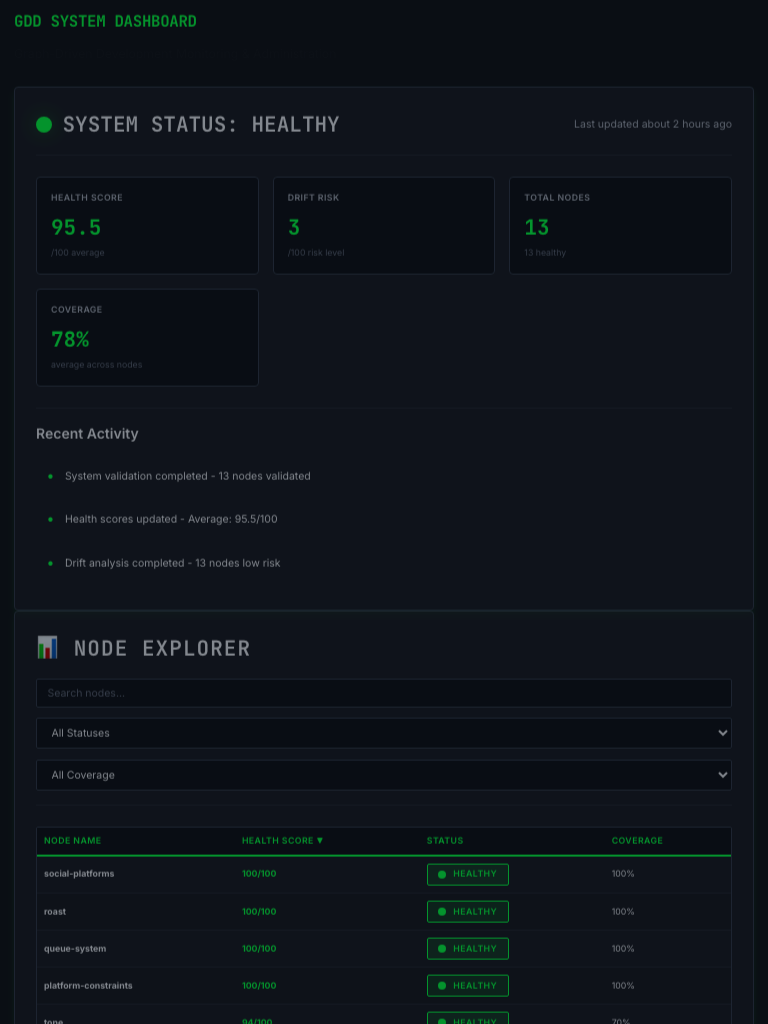 GDD SYSTEM DASHBOARD
SYSTEM STATUS: HEALTHY
Last updated about 2 hours ago
HEALTH SCORE
95.5
/100 average
DRIFT RISK
3
/100 risk level
TOTAL NODES
13
13 healthy
COVERAGE
78%
average across nodes
Recent Activity
System validation completed - 13 nodes validated
Health scores updated - Average: 95.5/100
Drift analysis completed - 13 nodes low risk
NODE EXPLORER
Search nodes...
All Statuses
All Coverage
NODE NAME HEALTH SCORE ▼ STATUS COVERAGE
social-platforms 100/100 HEALTHY 100%
roast 100/100 HEALTHY 100%
queue-system 100/100 HEALTHY 100%
platform-constraints 100/100 HEALTHY 100%
tone 94/100 HEALTHY 70%